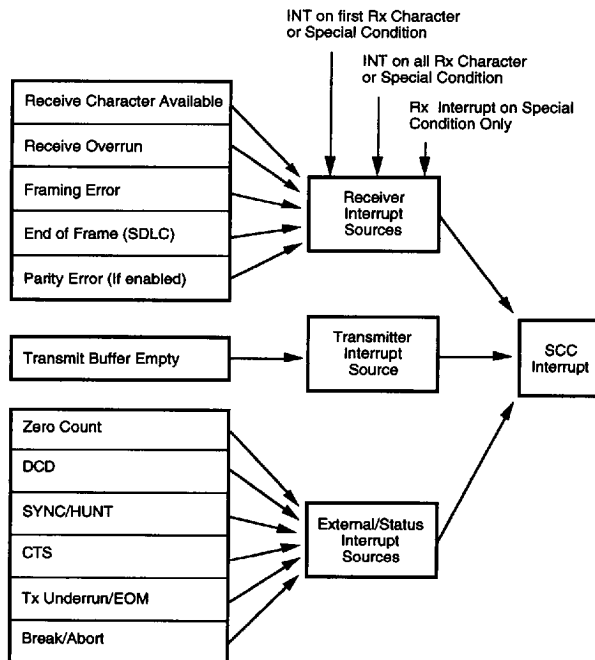 INT on first Rx Character
or Special Condition
INT on all Rx Character
or Special Condition
Rx Interrupt on Special
Condition Only
Receive Character Available
Receive Overrun
Framing Error
End of Frame (SDLC)
Parity Error (If enabled)
Receiver
Interrupt
Sources
Transmit Buffer Empty
Transmitter
Interrupt
Source
SCC
Interrupt
Zero Count
DCD
SYNC/HUNT
CTS
Tx Underrun/EOM
Break/Abort
External/Status
Interrupt
Sources